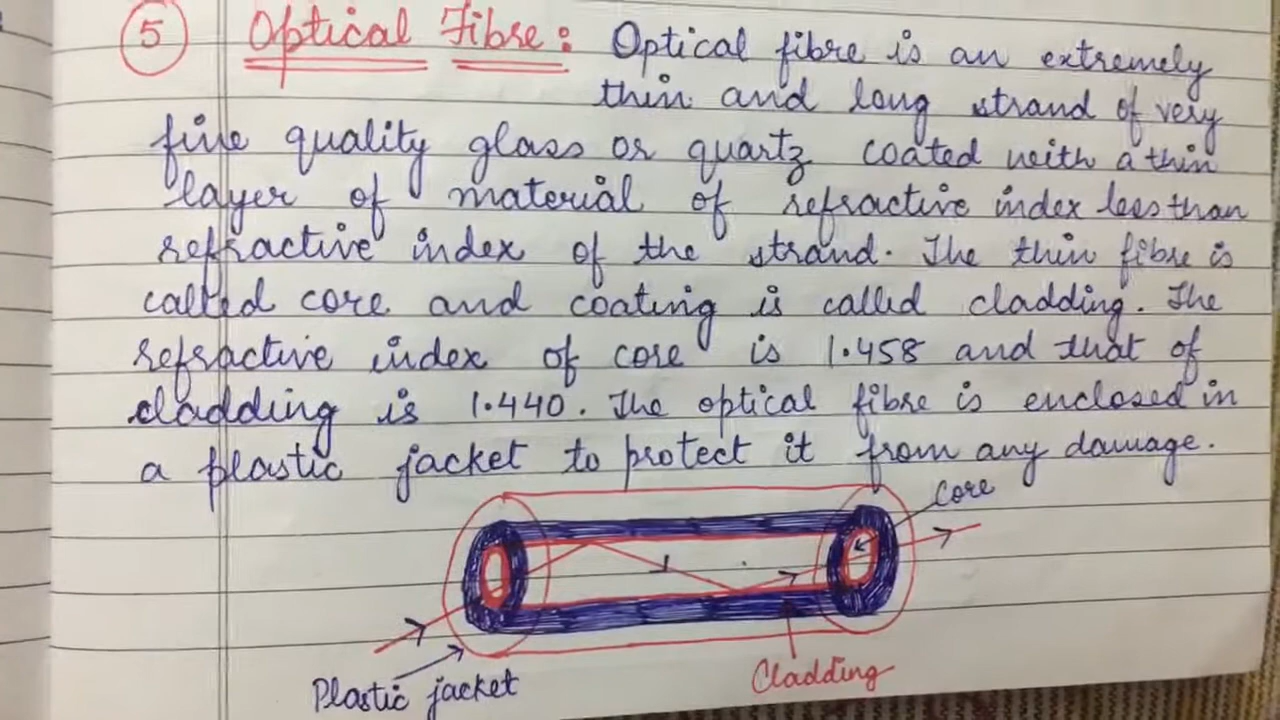 5 Optical Fibre: Optical fibre is an extremely
thin and long strand of very
fine quality glass or quartz coated with a thin
layer of material of refractive index less than
refractive index of the strand. The thin fibre is
called core and coating is called cladding. The
refractive index of core is 1.458 and that of
cladding is 1.440. The optical fibre is enclosed in
a plastic jacket to protect it from any damage.
Core
Cladding
Plastic jacket